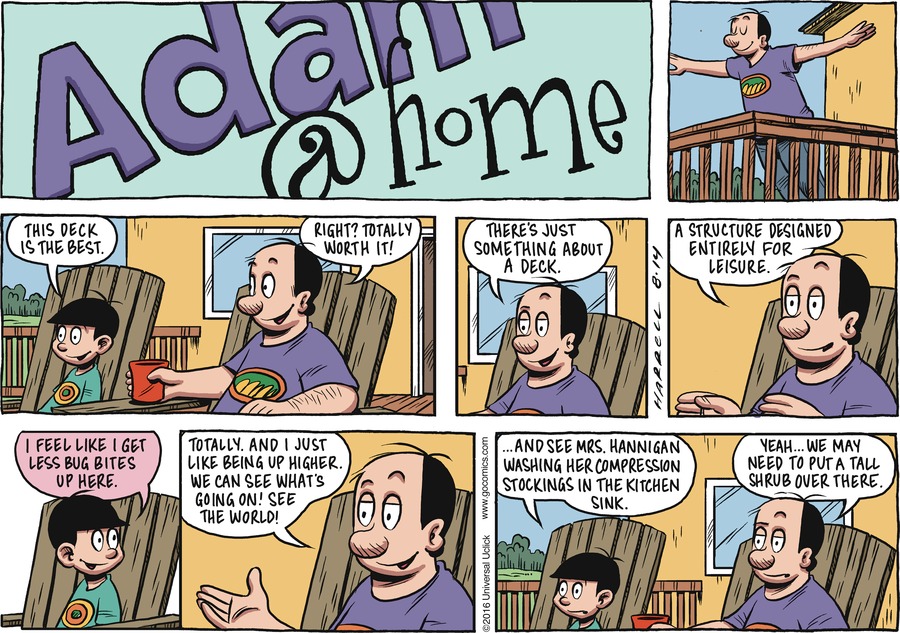 Adam
@home
THIS DECK
IS THE BEST.
RIGHT? TOTALLY
WORTH IT!
THERE'S JUST
SOMETHING ABOUT
A DECK.
HARRELL 8.14
A STRUCTURE DESIGNED
ENTIRELY FOR
LEISURE.
I FEEL LIKE I GET
LESS BUG BITES
UP HERE.
TOTALLY. AND I JUST
LIKE BEING UP HIGHER.
WE CAN SEE WHAT'S
GOING ON! SEE
THE WORLD!
©2016 Universal Uclick www.gocomics.com
...AND SEE MRS. HANNIGAN
WASHING HER COMPRESSION
STOCKINGS IN THE KITCHEN
SINK.
YEAH...WE MAY
NEED TO PUT A TALL
SHRUB OVER THERE.